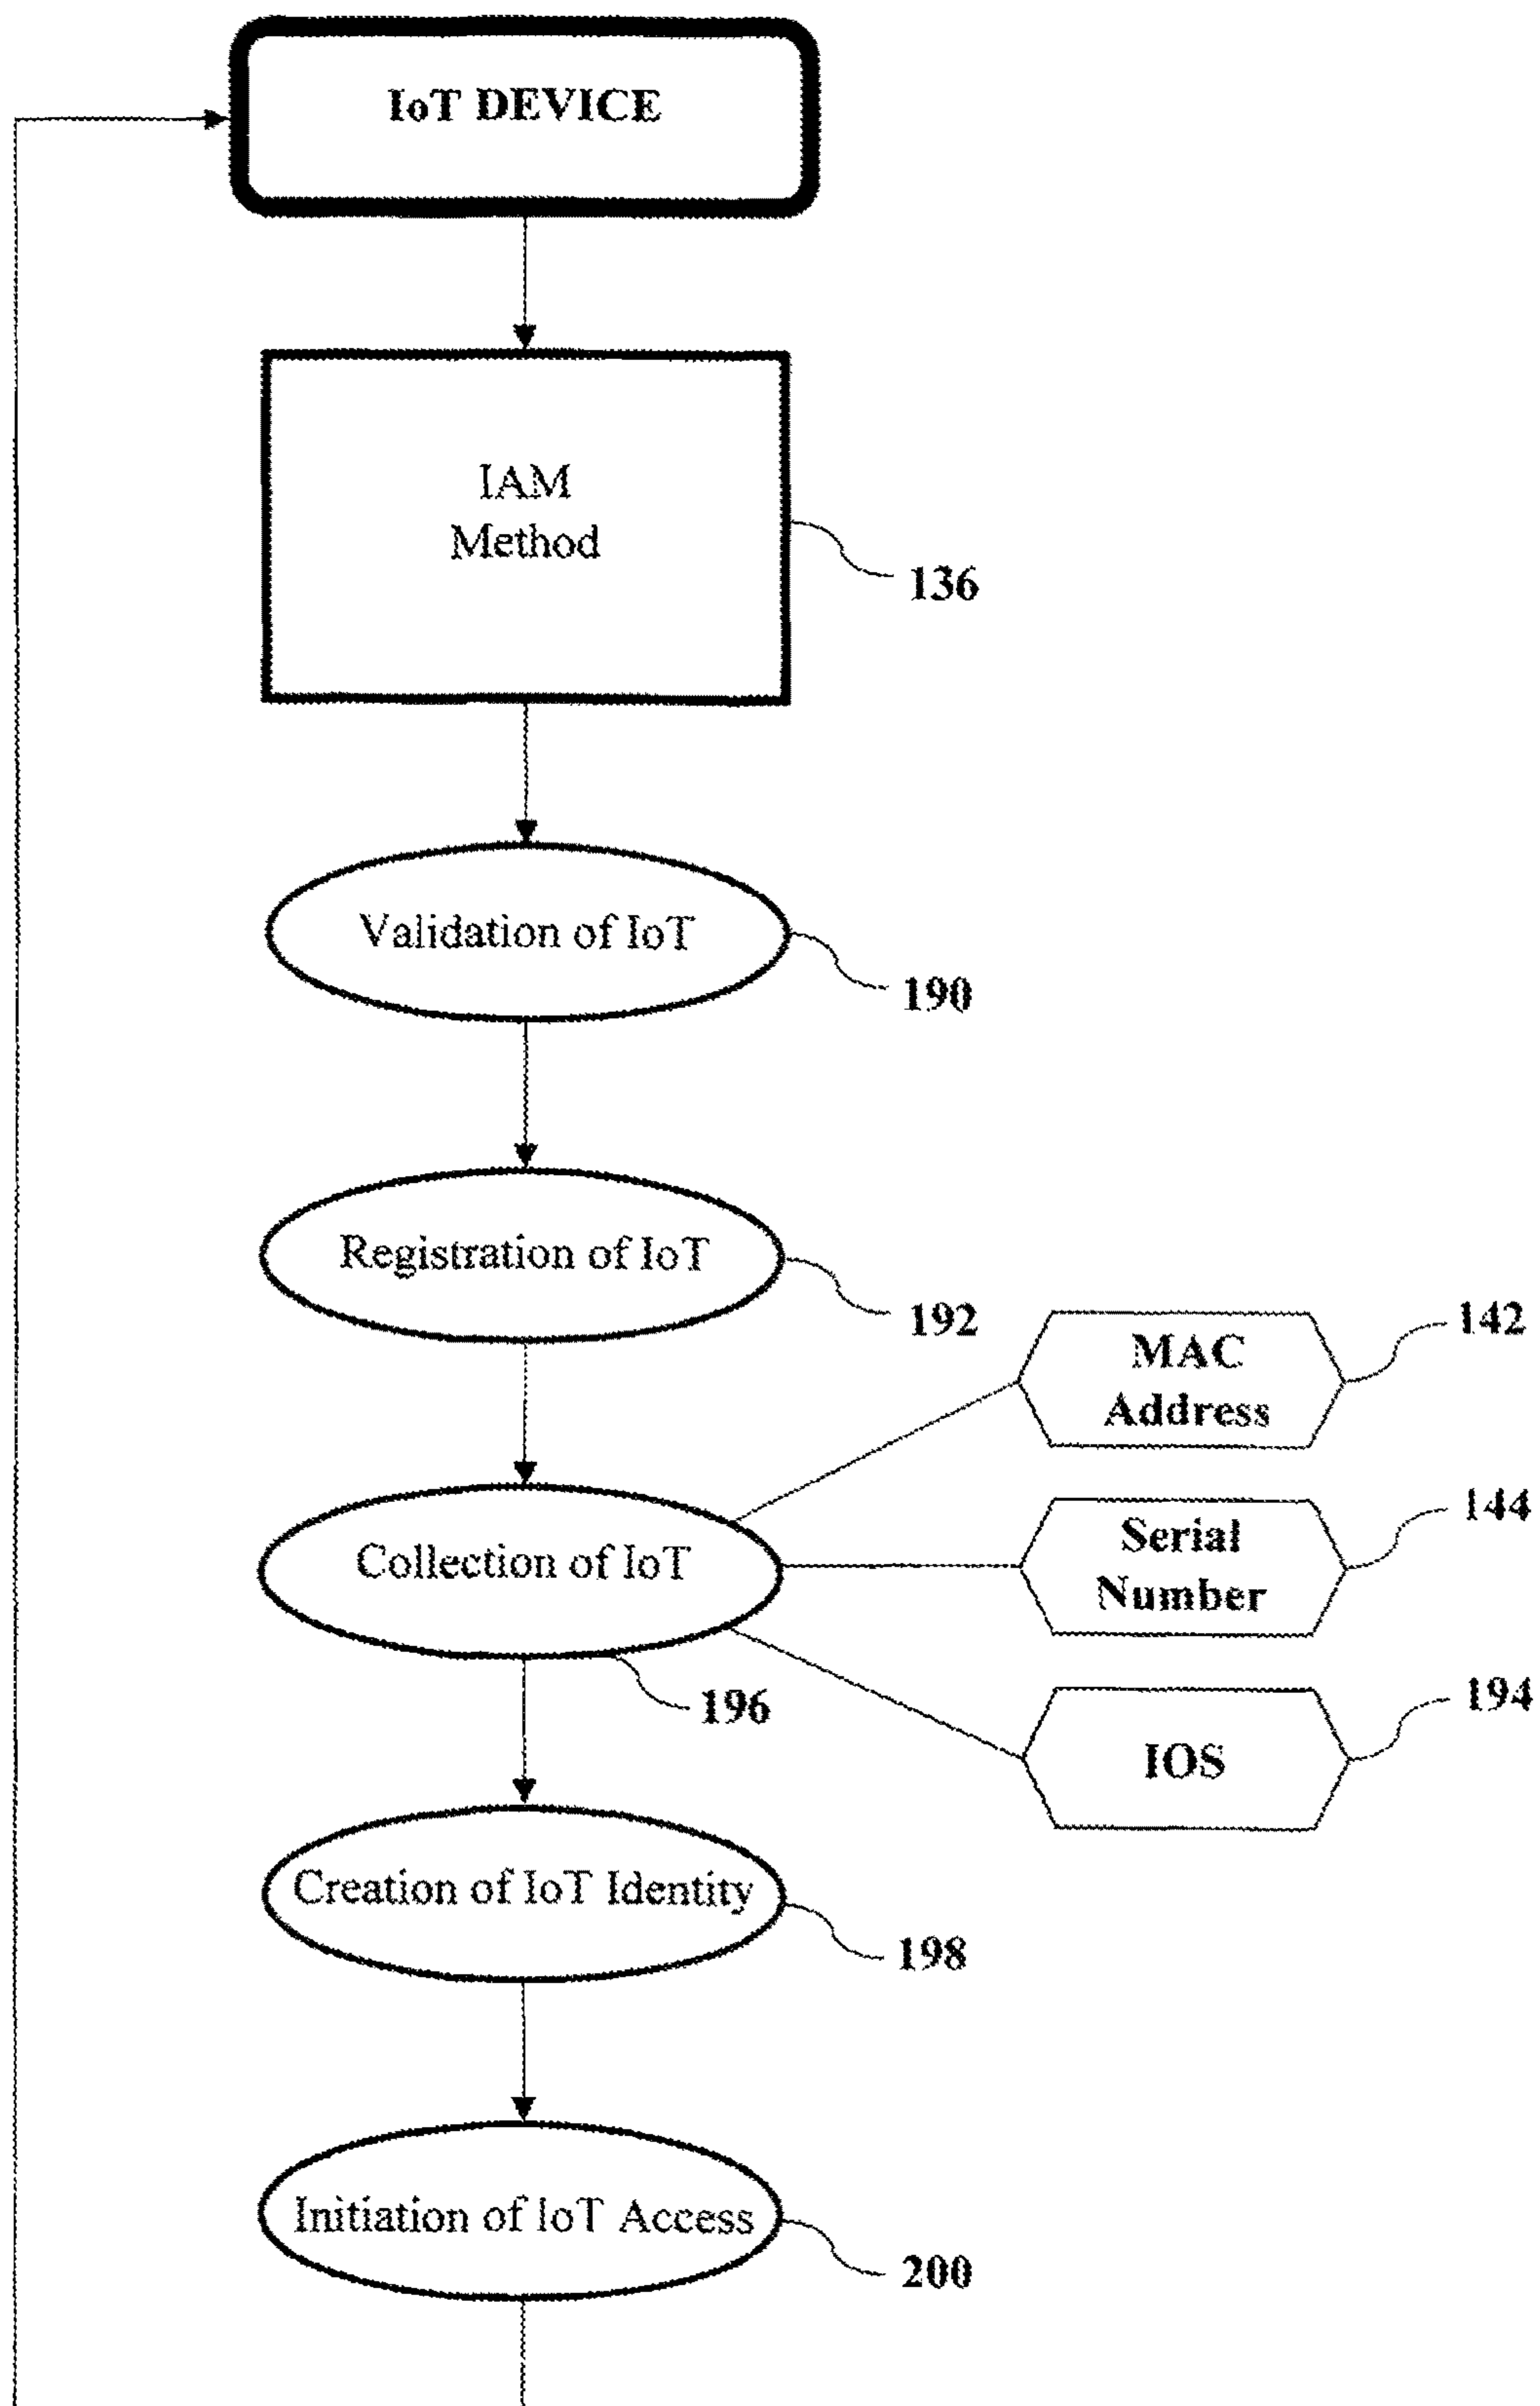 IoT DEVICE
IAM
Method
136
Validation of IoT
190
Registration of IoT
192
MAC
Address
142
Serial
Number
144
Collection of IoT
196
IOS
194
Creation of IoT Identity
198
Initiation of IoT Access
200